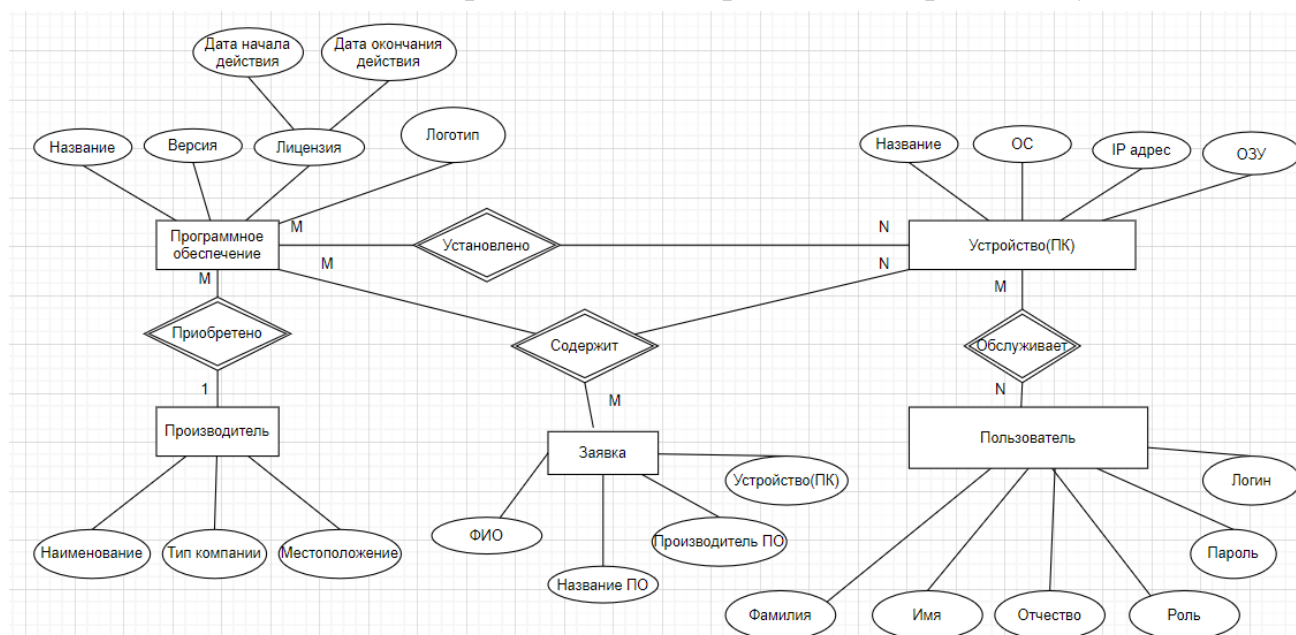 Дата начала
действия
Дата окончания
действия
Название
Версия
Лицензия
Логотип
Название
ОС
IP адрес
ОЗУ
Программное
обеспечение
M
Установлено
N
Устройство(ПК)
M
N
M
M
Приобретено
Содержит
Обслуживает
1
M
N
Производитель
Заявка
Пользователь
Устройство(ПК)
Логин
ФИО
Производитель ПО
Наименование
Тип компании
Местоположение
Пароль
Название ПО
Фамилия
Имя
Отчество
Роль